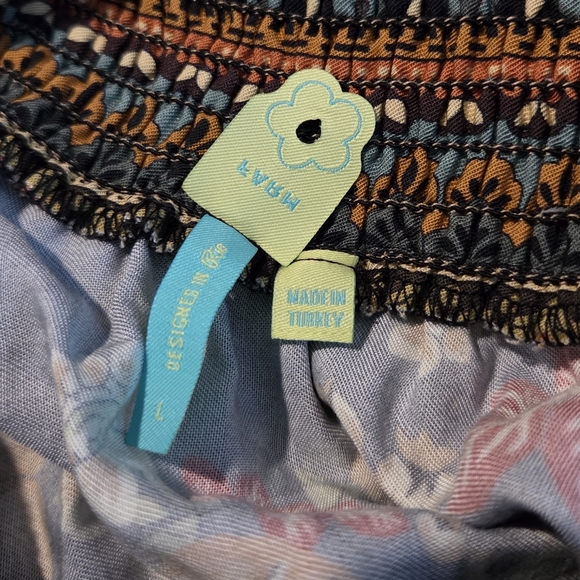 FARM
DESIGNED IN
L
MADE IN
TURKEY